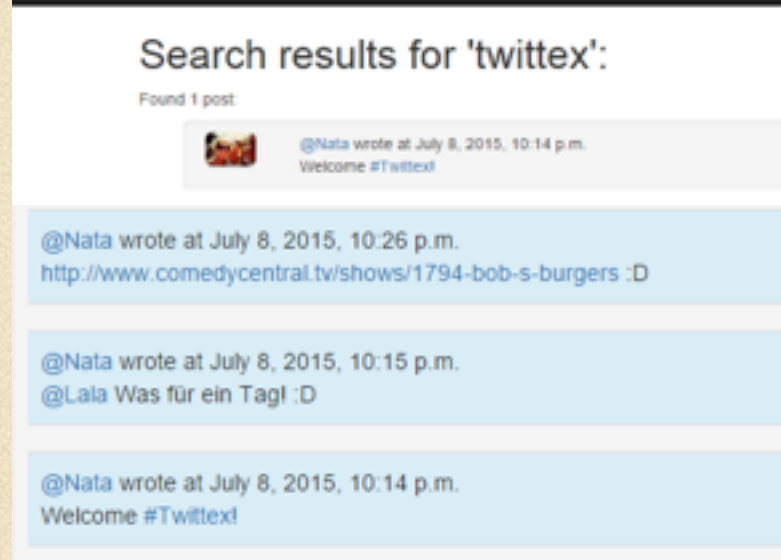 Search results for 'twittex':
Found 1 post:
@Nata wrote at July 8, 2015, 10:14 p.m.
Welcome #Twittex!
@Nata wrote at July 8, 2015, 10:26 p.m.
http://www.comedycentral.tv/shows/1794-bob-s-burgers :D
@Nata wrote at July 8, 2015, 10:15 p.m.
@Lala Was für ein Tag! :D
@Nata wrote at July 8, 2015, 10:14 p.m.
Welcome #Twittex!